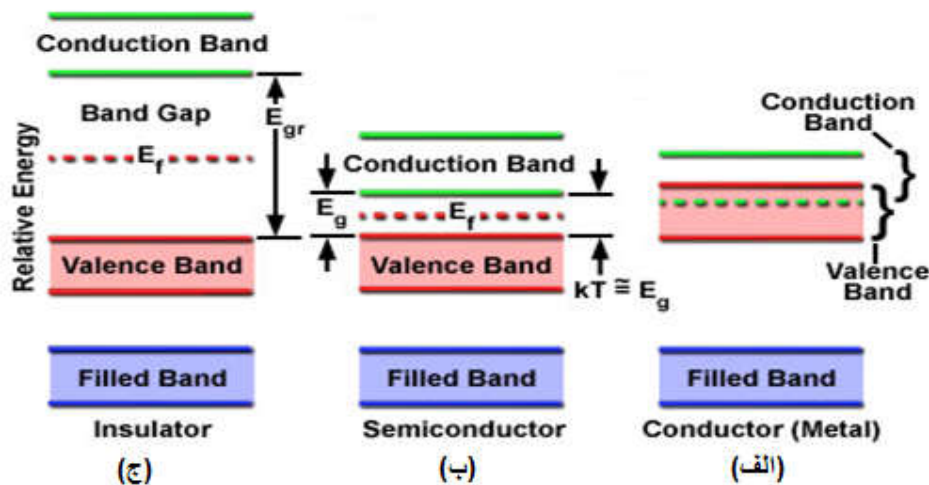 Relative Energy
Conduction Band
Band Gap
E_gr
E_f
Valence Band
Filled Band
Insulator
(ج)
Conduction Band
E_g
E_f
Valence Band
kT ≅ E_g
Filled Band
Semiconductor
(ب)
Conduction
Band
Valence
Band
Filled Band
Conductor (Metal)
(الف)